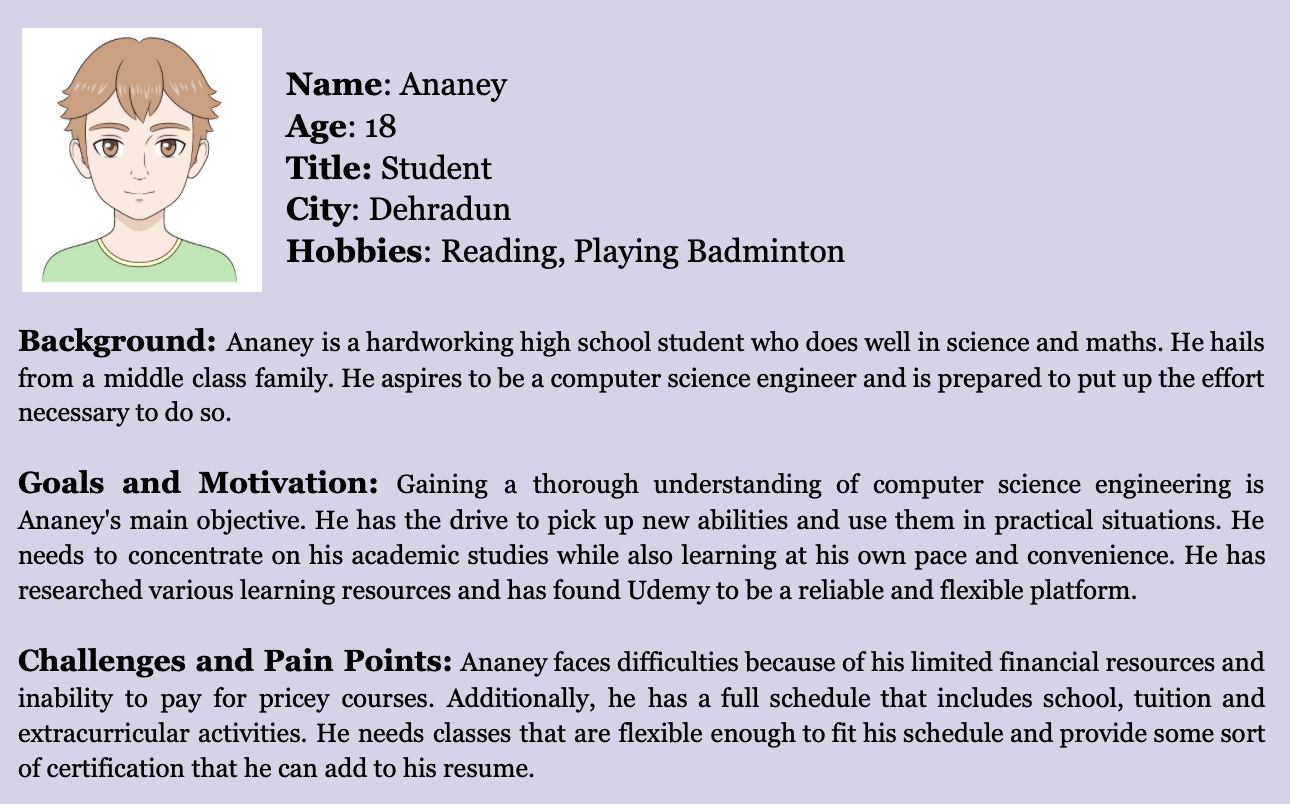 Name: Ananey
Age: 18
Title: Student
City: Dehradun
Hobbies: Reading, Playing Badminton
Background: Ananey is a hardworking high school student who does well in science and maths. He hails
from a middle class family. He aspires to be a computer science engineer and is prepared to put up the effort
necessary to do so.
Goals and Motivation: Gaining a thorough understanding of computer science engineering is
Ananey's main objective. He has the drive to pick up new abilities and use them in practical situations. He
needs to concentrate on his academic studies while also learning at his own pace and convenience. He has
researched various learning resources and has found Udemy to be a reliable and flexible platform.
Challenges and Pain Points: Ananey faces difficulties because of his limited financial resources and
inability to pay for pricey courses. Additionally, he has a full schedule that includes school, tuition and
extracurricular activities. He needs classes that are flexible enough to fit his schedule and provide some sort
of certification that he can add to his resume.